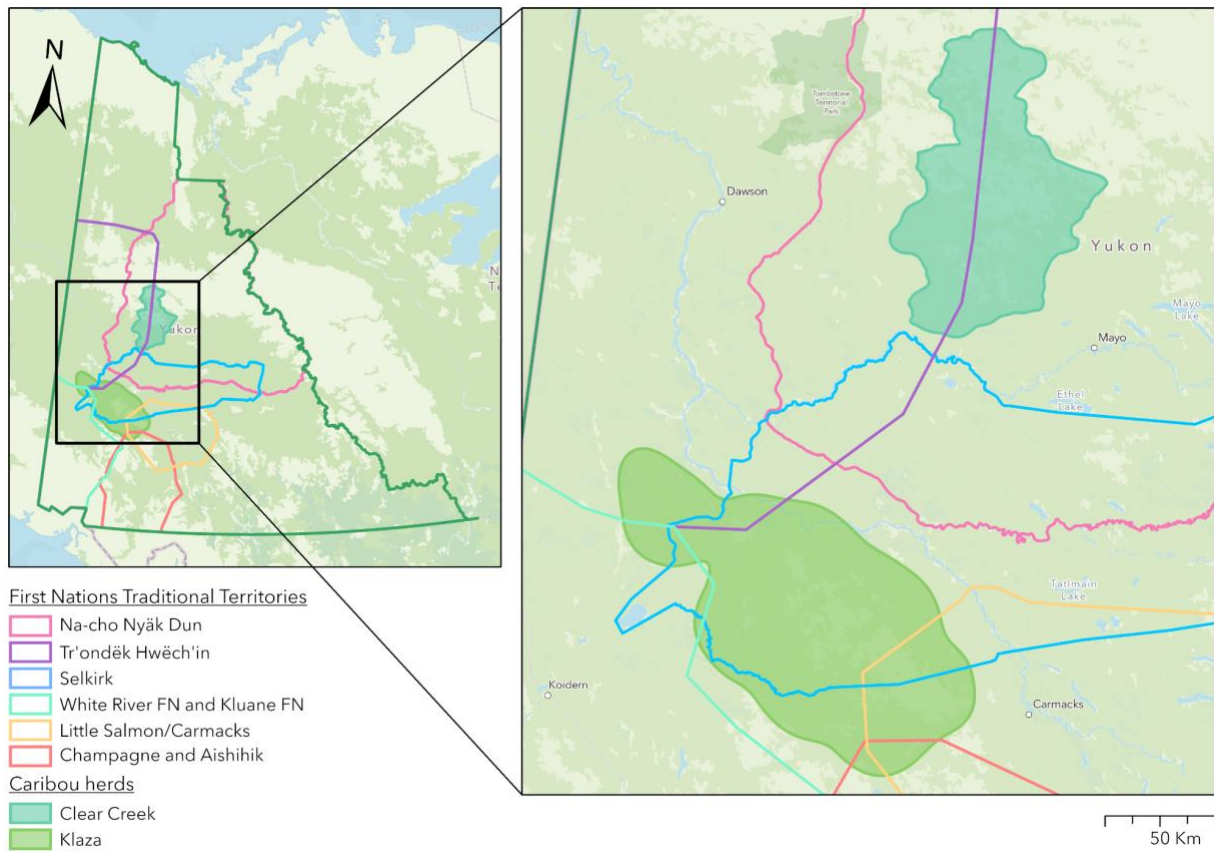 N
Yukon
N
Te
First Nations Traditional Territories
Na-cho Nyäk Dun
Tr'ondëk Hwëch'in
Selkirk
White River FN and Kluane FN
Little Salmon/Carmacks
Champagne and Aishihik
Caribou herds
Clear Creek
Klaza
Tombstone
Territorial
Park
Dawson
Yukon
Mayo
Lake
Mayo
Ethel
Lake
Tatlmain
Lake
Koidern
Carmacks
50 Km